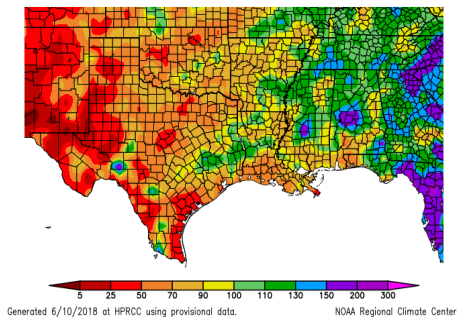 5 25 50 70 90 100 110 130 150 200 300
Generated 6/10/2018 at HPRCC using provisional data. NOAA Regional Climate Center